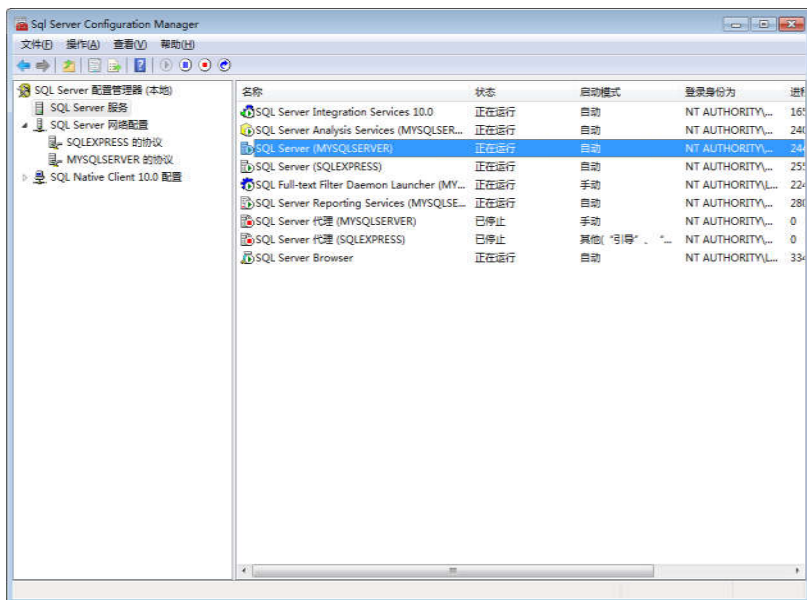 Sql Server Configuration Manager
文件(F) 操作(A) 查看(V) 帮助(H)
SQL Server 配置管理器 (本地)
SQL Server 服务
SQL Server 网络配置
SQLEXPRESS 的协议
MYSQLSERVER 的协议
SQL Native Client 10.0 配置
名称 状态 启动模式 登录身份为 进程
SQL Server Integration Services 10.0 正在运行 自动 NT AUTHORITY\... 165
SQL Server Analysis Services (MYSQLSER... 正在运行 自动 NT AUTHORITY\... 240
SQL Server (MYSQLSERVER) 正在运行 自动 NT AUTHORITY\... 244
SQL Server (SQLEXPRESS) 正在运行 自动 NT AUTHORITY\... 255
SQL Full-text Filter Daemon Launcher (MY... 正在运行 手动 NT AUTHORITY\L... 224
SQL Server Reporting Services (MYSQLSE... 正在运行 自动 NT AUTHORITY\... 280
SQL Server 代理 (MYSQLSERVER) 已停止 手动 NT AUTHORITY\... 0
SQL Server 代理 (SQLEXPRESS) 已停止 其他("引导"、"... NT AUTHORITY\... 0
SQL Server Browser 正在运行 自动 NT AUTHORITY\L... 334